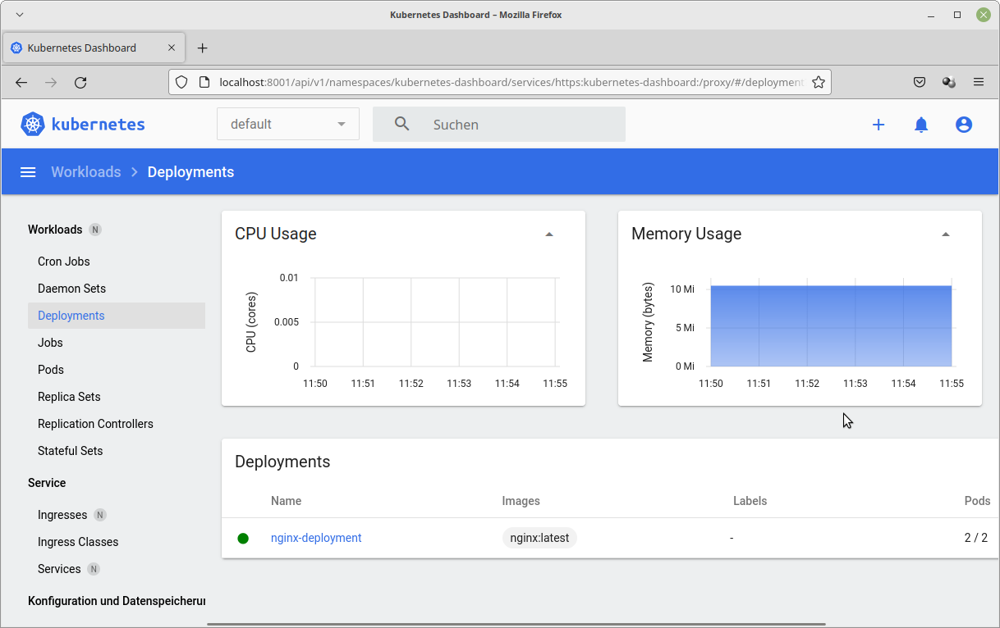 Kubernetes Dashboard – Mozilla Firefox
Kubernetes Dashboard
localhost:8001/api/v1/namespaces/kubernetes-dashboard/services/https:kubernetes-dashboard:/proxy/#/deployment
kubernetes
default
Suchen
Workloads
Deployments
Workloads N
Cron Jobs
Daemon Sets
Deployments
Jobs
Pods
Replica Sets
Replication Controllers
Stateful Sets
Service
Ingresses N
Ingress Classes
Services N
Konfiguration und Datenspeicheru
CPU Usage
CPU (cores)
0.01
0.005
0
11:50 11:51 11:52 11:53 11:54 11:55
Memory Usage
Memory (bytes)
10 Mi
5 Mi
0 Mi
11:50 11:51 11:52 11:53 11:54 11:55
Deployments
Name Images Labels Pods
nginx-deployment nginx:latest - 2 / 2